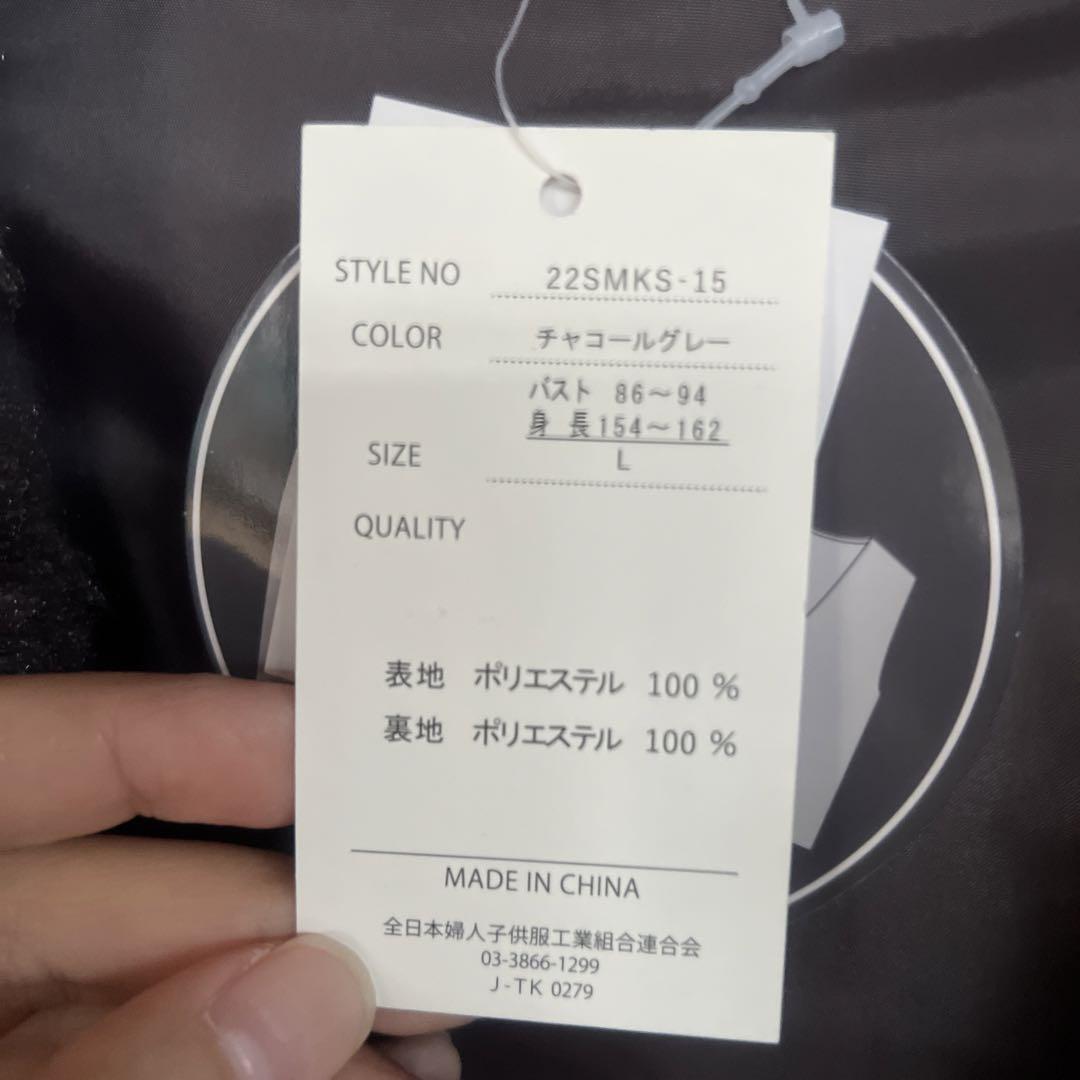 STYLE NO 22SMKS-15
COLOR チャコールグレー
バスト 86～94
身 長154～162
SIZE L
QUALITY
表地 ポリエステル 100 %
裏地 ポリエステル 100 %
MADE IN CHINA
全日本婦人子供服工業組合連合会
03-3866-1299
J-TK 0279